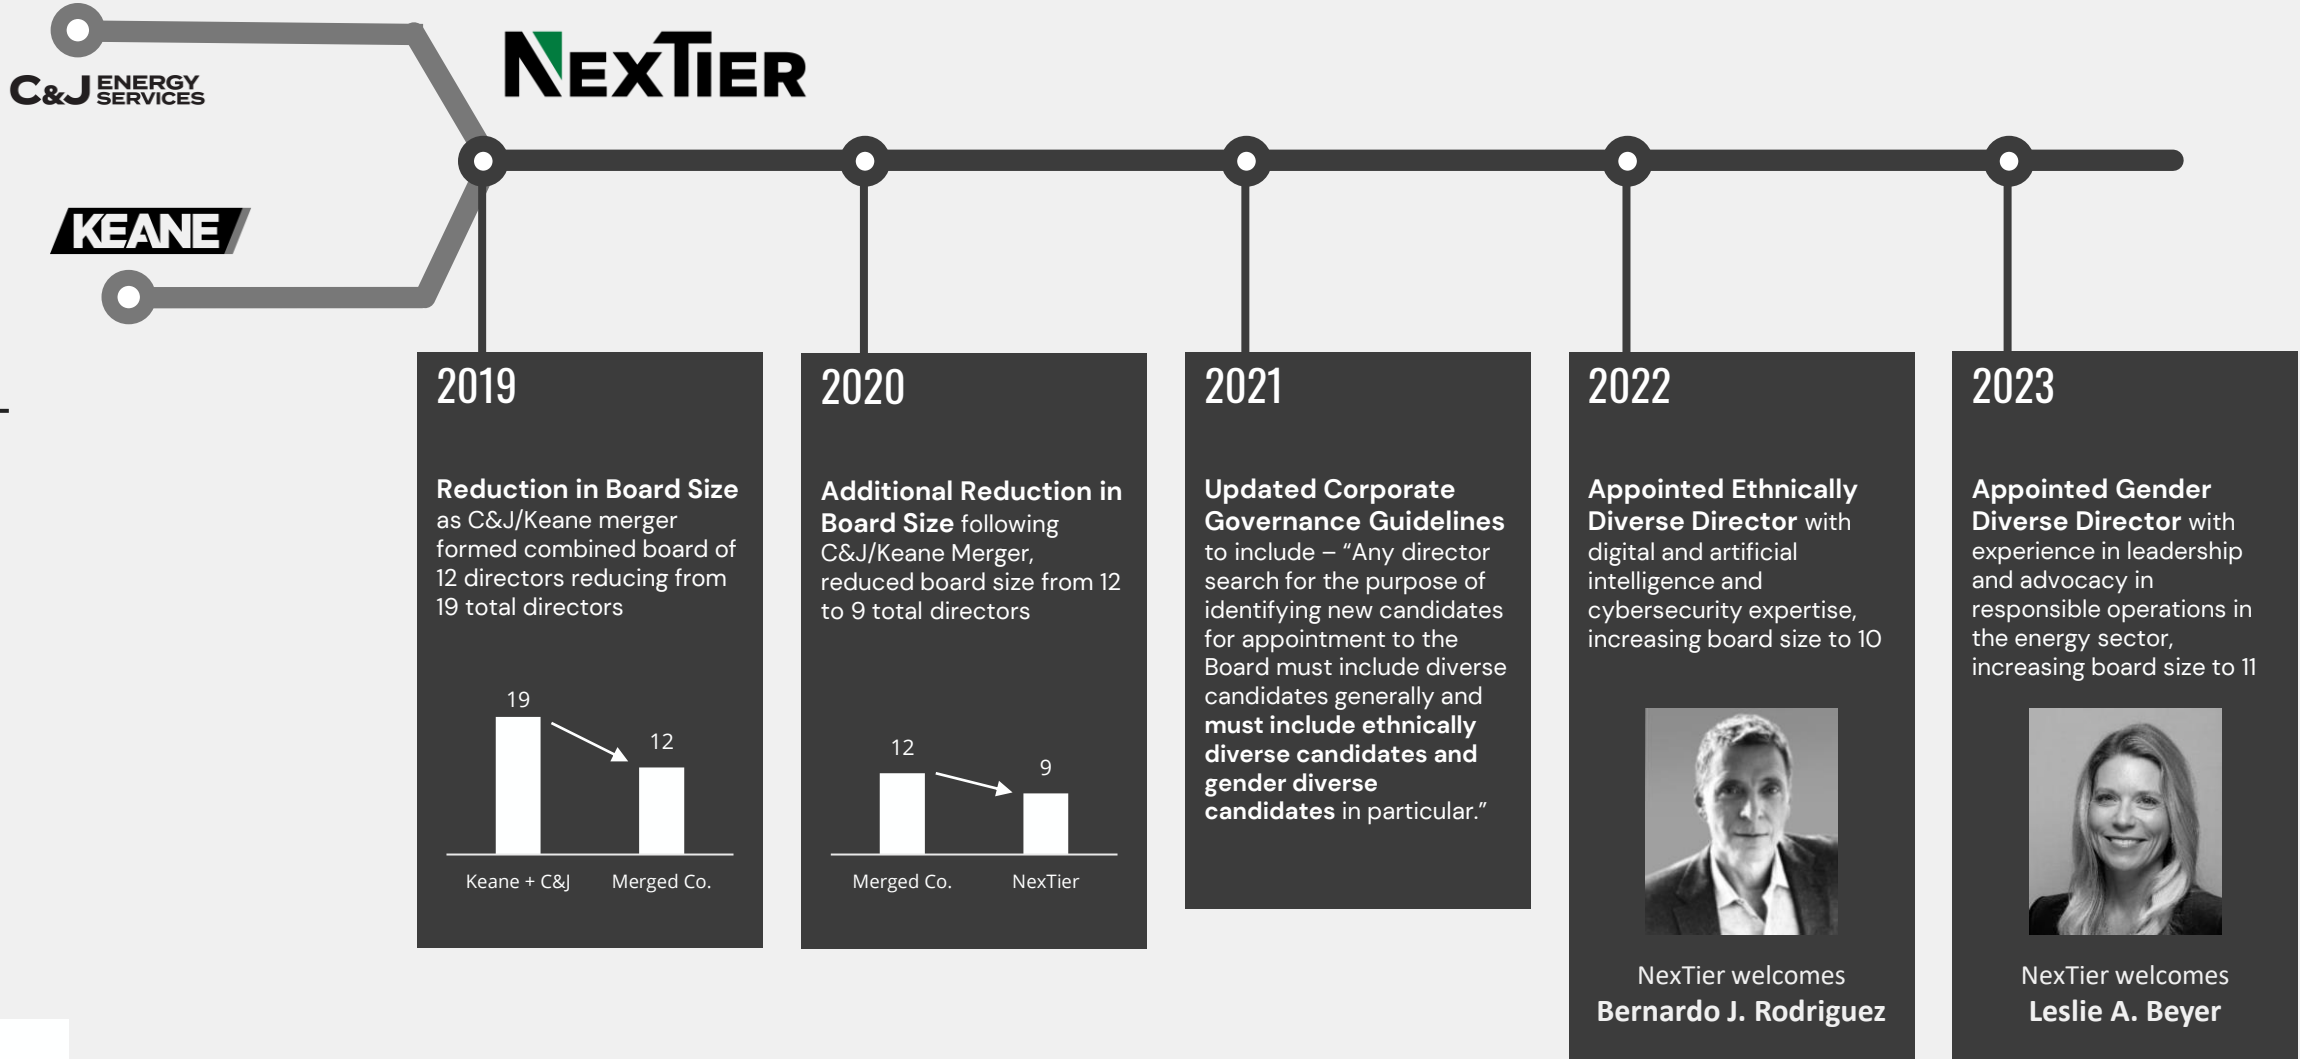 C&J ENERGY SERVICES
NEXTIER
KEANE
2019
Reduction in Board Size
as C&J/Keane merger
formed combined board of
12 directors reducing from
19 total directors
19
12
Keane + C&J
Merged Co.
2020
Additional Reduction in
Board Size following
C&J/Keane Merger,
reduced board size from 12
to 9 total directors
12
9
Merged Co.
NexTier
2021
Updated Corporate
Governance Guidelines
to include – “Any director
search for the purpose of
identifying new candidates
for appointment to the
Board must include diverse
candidates generally and
must include ethnically
diverse candidates and
gender diverse
candidates in particular.”
2022
Appointed Ethnically
Diverse Director with
digital and artificial
intelligence and
cybersecurity expertise,
increasing board size to 10
NexTier welcomes
Bernardo J. Rodriguez
2023
Appointed Gender
Diverse Director with
experience in leadership
and advocacy in
responsible operations in
the energy sector,
increasing board size to 11
NexTier welcomes
Leslie A. Beyer